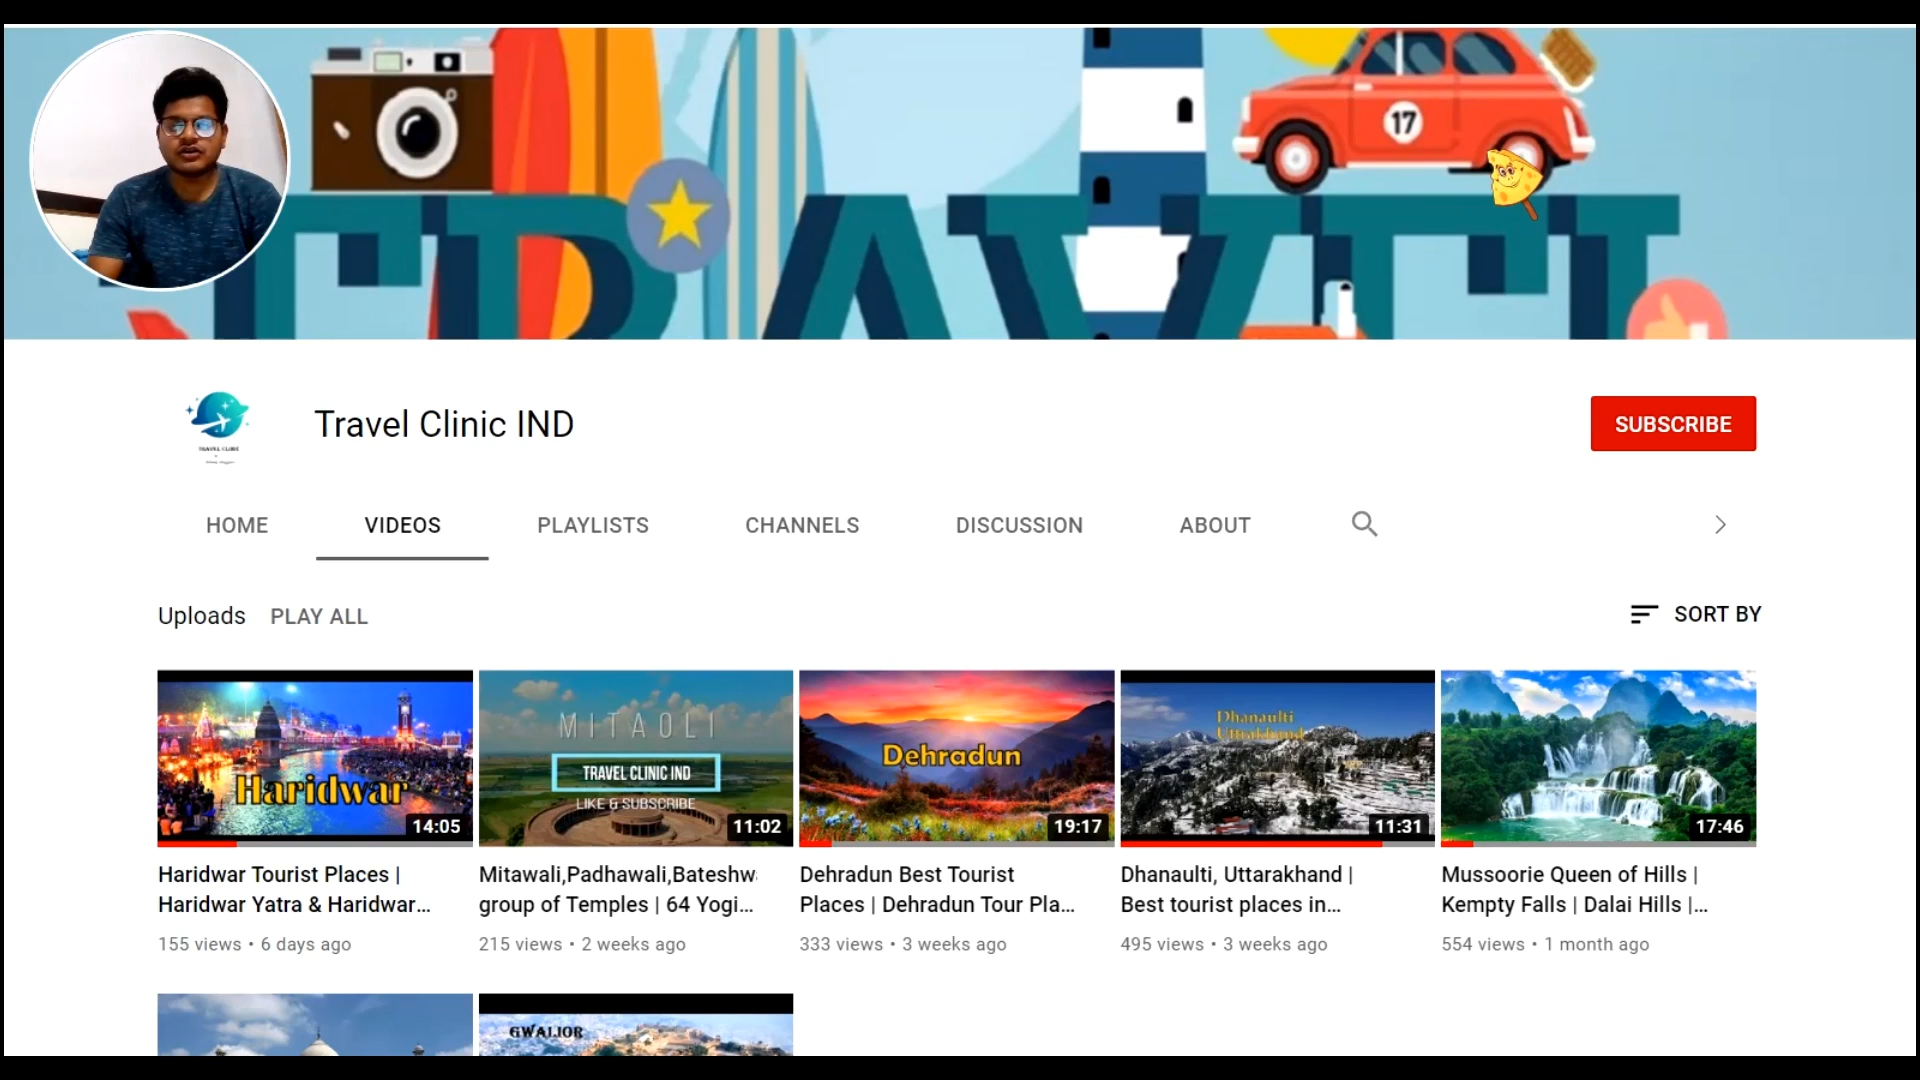 17
TRAVEL
Travel Clinic IND
TRAVEL CLINIC
SUBSCRIBE
HOME
VIDEOS
PLAYLISTS
CHANNELS
DISCUSSION
ABOUT
Uploads
PLAY ALL
SORT BY
Haridwar
14:05
MITAOLI
TRAVEL CLINIC IND
LIKE & SUBSCRIBE
11:02
Dehradun
19:17
Dhanaulti
Uttrakhand
11:31
17:46
Haridwar Tourist Places |
Haridwar Yatra & Haridwar...
155 views • 6 days ago
Mitawali,Padhawali,Bateshw
group of Temples | 64 Yogi...
215 views • 2 weeks ago
Dehradun Best Tourist
Places | Dehradun Tour Pla...
333 views • 3 weeks ago
Dhanaulti, Uttarakhand |
Best tourist places in...
495 views • 3 weeks ago
Mussoorie Queen of Hills |
Kempty Falls | Dalai Hills |...
554 views • 1 month ago
GWALIOR